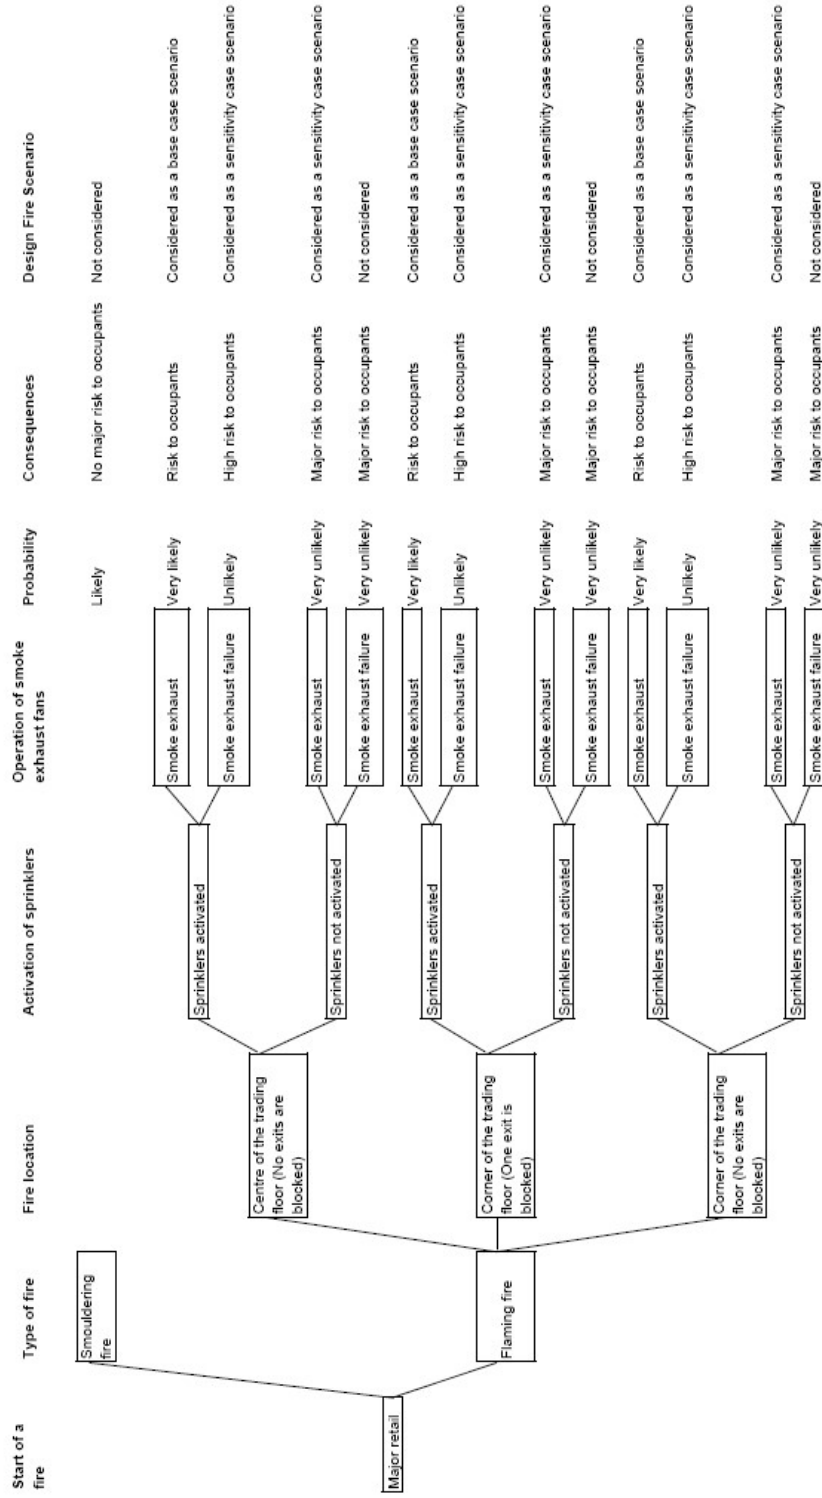 Start of a
fire
Type of fire
Fire location
Activation of sprinklers
Operation of smoke
exhaust fans
Probability
Consequences
Design Fire Scenario
Smouldering
fire
Likely
No major risk to occupants
Not considered
Smoke exhaust
Very likely
Risk to occupants
Considered as a base case scenario
Sprinklers activated
Smoke exhaust failure
Unlikely
High risk to occupants
Considered as a sensitivity case scenario
Centre of the trading
floor (No exits are
blocked)
Smoke exhaust
Very unlikely
Major risk to occupants
Considered as a sensitivity case scenario
Sprinklers not activated
Smoke exhaust failure
Very unlikely
Major risk to occupants
Not considered
Major retail
Smoke exhaust
Very likely
Risk to occupants
Considered as a base case scenario
Sprinklers activated
Smoke exhaust failure
Unlikely
High risk to occupants
Considered as a sensitivity case scenario
Flaming fire
Corner of the trading
floor (One exit is
blocked)
Smoke exhaust
Very unlikely
Major risk to occupants
Considered as a sensitivity case scenario
Sprinklers not activated
Smoke exhaust failure
Very unlikely
Major risk to occupants
Not considered
Smoke exhaust
Very likely
Risk to occupants
Considered as a base case scenario
Sprinklers activated
Smoke exhaust failure
Unlikely
High risk to occupants
Considered as a sensitivity case scenario
Corner of the trading
floor (No exits are
blocked)
Smoke exhaust
Very unlikely
Major risk to occupants
Considered as a sensitivity case scenario
Sprinklers not activated
Smoke exhaust failure
Very unlikely
Major risk to occupants
Not considered